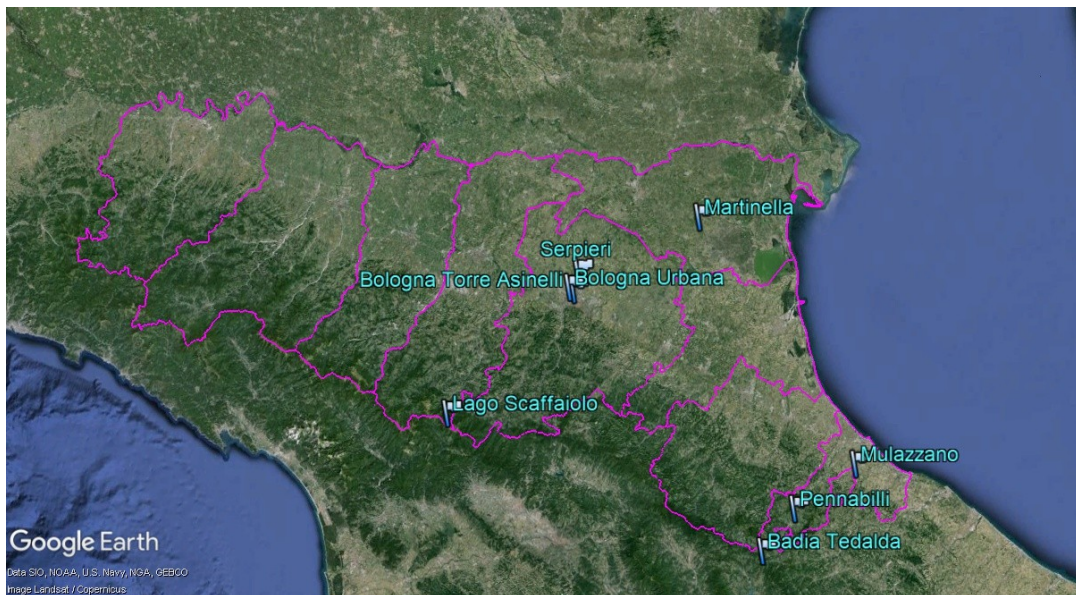 Martinella
Serpieri
Bologna Torre Asinelli
Bologna Urbana
Lago Scaffaiolo
Mulazzano
Pennabilli
Badia Tedalda
Google Earth
Data SIO, NOAA, U.S. Navy, NGA, GEBCO
Image Landsat / Copernicus